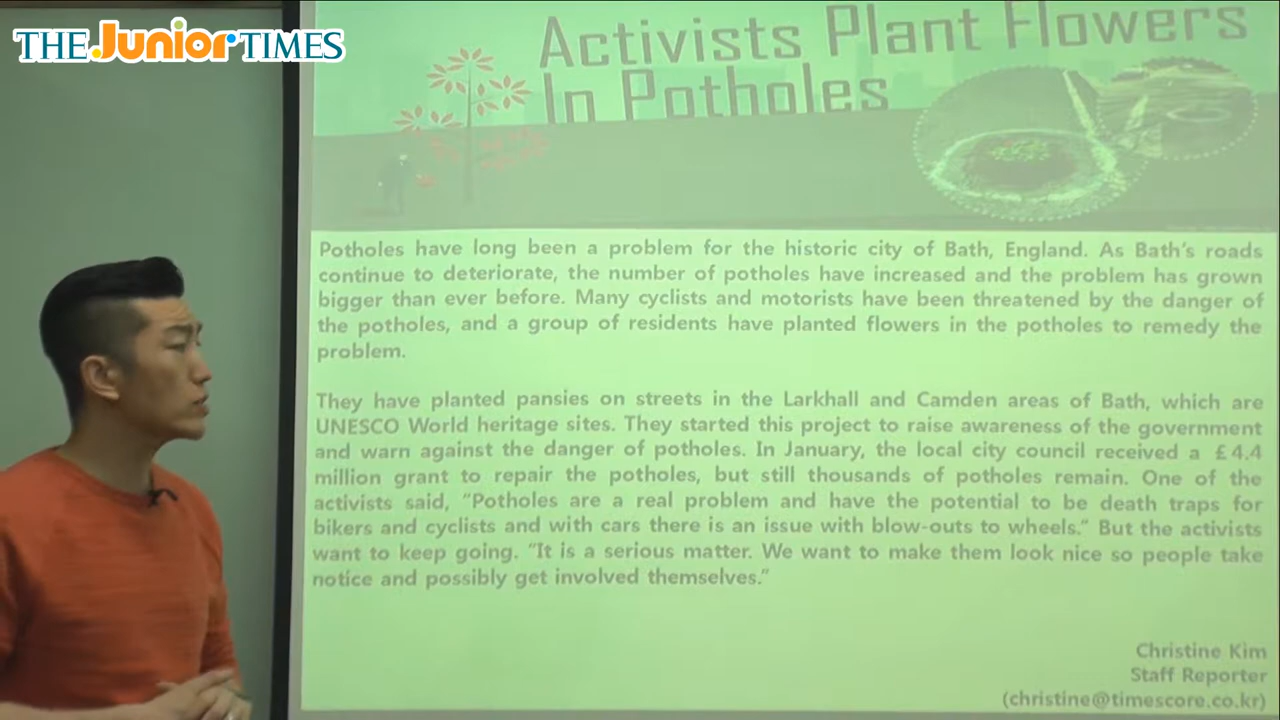 THE Junior TIMES
Activists Plant Flowers
In Potholes
Potholes have long been a problem for the historic city of Bath, England. As Bath's roads
continue to deteriorate, the number of potholes have increased and the problem has grown
bigger than ever before. Many cyclists and motorists have been threatened by the danger of
the potholes, and a group of residents have planted flowers in the potholes to remedy the
problem.
They have planted pansies on streets in the Larkhall and Camden areas of Bath, which are
UNESCO World heritage sites. They started this project to raise awareness of the government
and warn against the danger of potholes. In January, the local city council received a £4.4
million grant to repair the potholes, but still thousands of potholes remain. One of the
activists said, "Potholes are a real problem and have the potential to be death traps for
bikers and cyclists and with cars there is an issue with blow-outs to wheels." But the activists
want to keep going. "It is a serious matter. We want to make them look nice so people take
notice and possibly get involved themselves."
Christine Kim
Staff Reporter
(christine@timescore.co.kr)